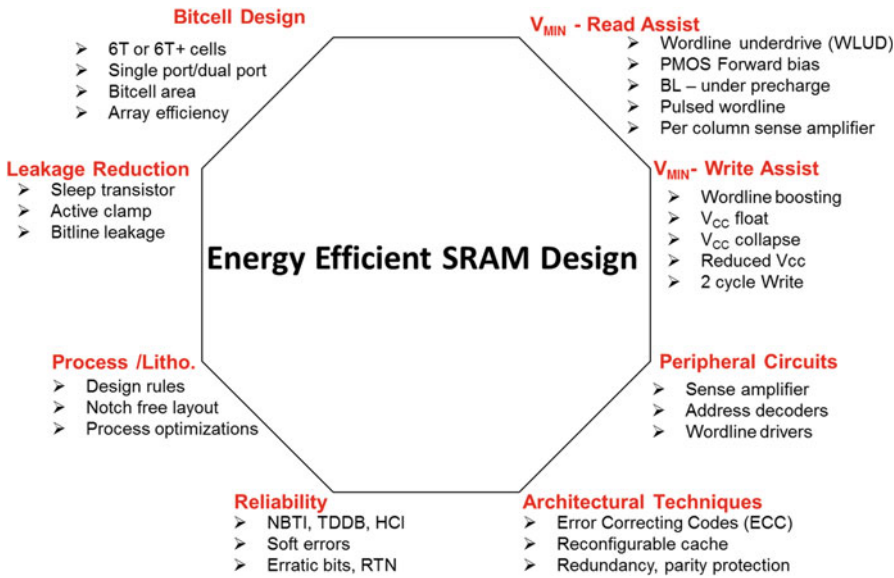 Bitcell Design
➤ 6T or 6T+ cells
➤ Single port/dual port
➤ Bitcell area
➤ Array efficiency
V_MIN - Read Assist
➤ Wordline underdrive (WLUD)
➤ PMOS Forward bias
➤ BL – under precharge
➤ Pulsed wordline
➤ Per column sense amplifier
Leakage Reduction
➤ Sleep transistor
➤ Active clamp
➤ Bitline leakage
V_MIN- Write Assist
➤ Wordline boosting
➤ V_CC float
➤ V_CC collapse
➤ Reduced Vcc
➤ 2 cycle Write
Energy Efficient SRAM Design
Process /Litho.
➤ Design rules
➤ Notch free layout
➤ Process optimizations
Peripheral Circuits
➤ Sense amplifier
➤ Address decoders
➤ Wordline drivers
Reliability
➤ NBTI, TDDB, HCI
➤ Soft errors
➤ Erratic bits, RTN
Architectural Techniques
➤ Error Correcting Codes (ECC)
➤ Reconfigurable cache
➤ Redundancy, parity protection